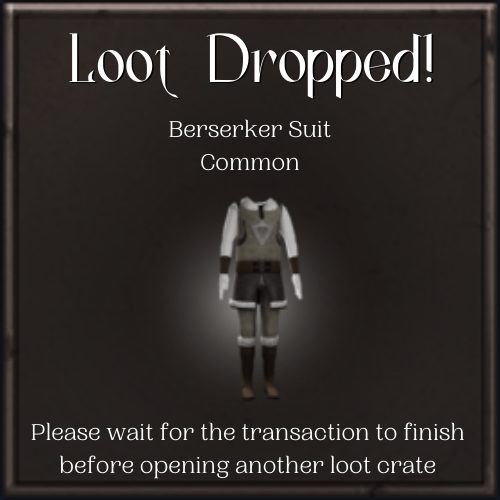 Loot Dropped!
Berserker Suit
Common
Please wait for the transaction to finish
before opening another loot crate